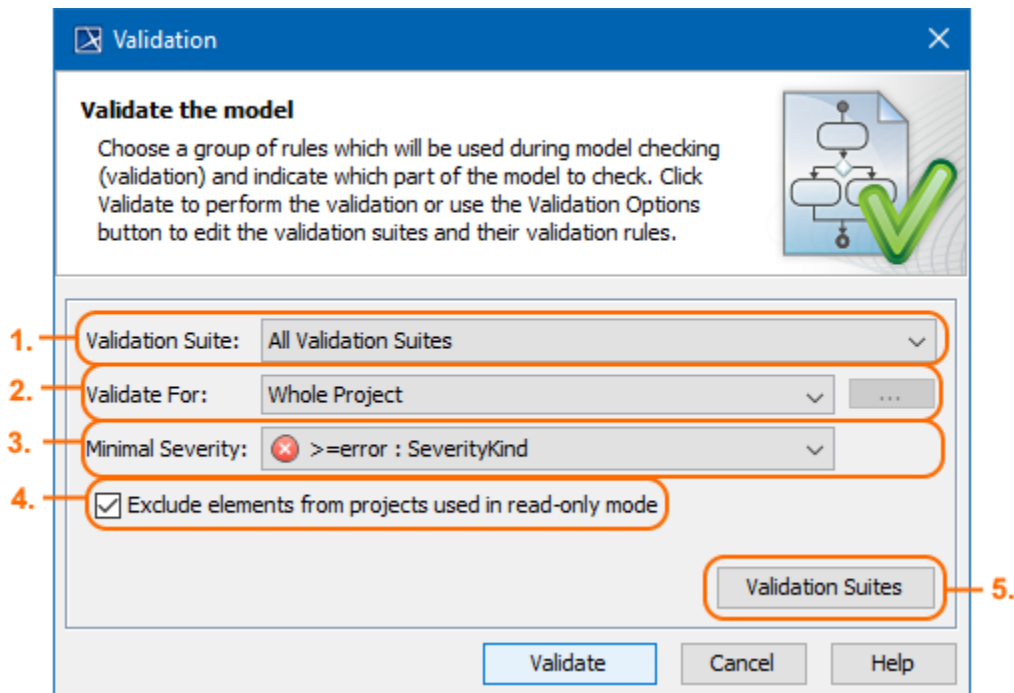 Validation
Validate the model
Choose a group of rules which will be used during model checking
(validation) and indicate which part of the model to check. Click
Validate to perform the validation or use the Validation Options
button to edit the validation suites and their validation rules.
1. Validation Suite: All Validation Suites
2. Validate For: Whole Project ...
3. Minimal Severity: >=error : SeverityKind
4. Exclude elements from projects used in read-only mode
Validation Suites 5.
Validate Cancel Help